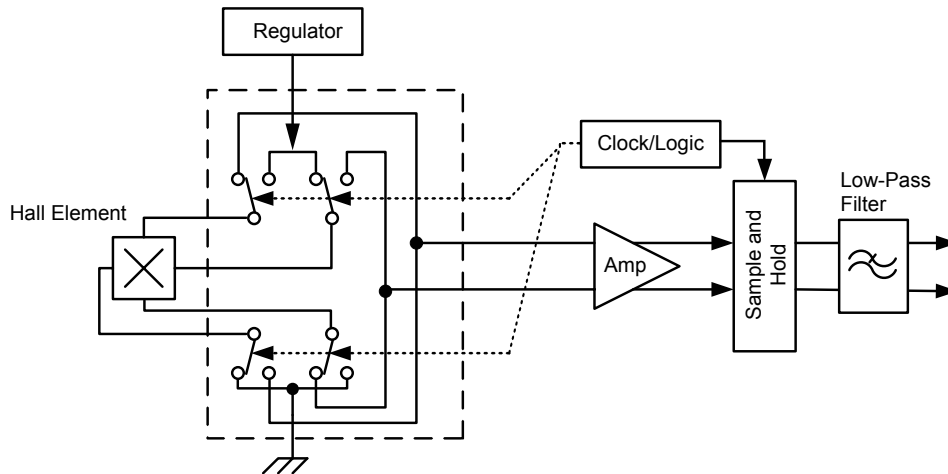 Regulator
Clock/Logic
Hall Element
Low-Pass
Filter
Amp
Sample and
Hold